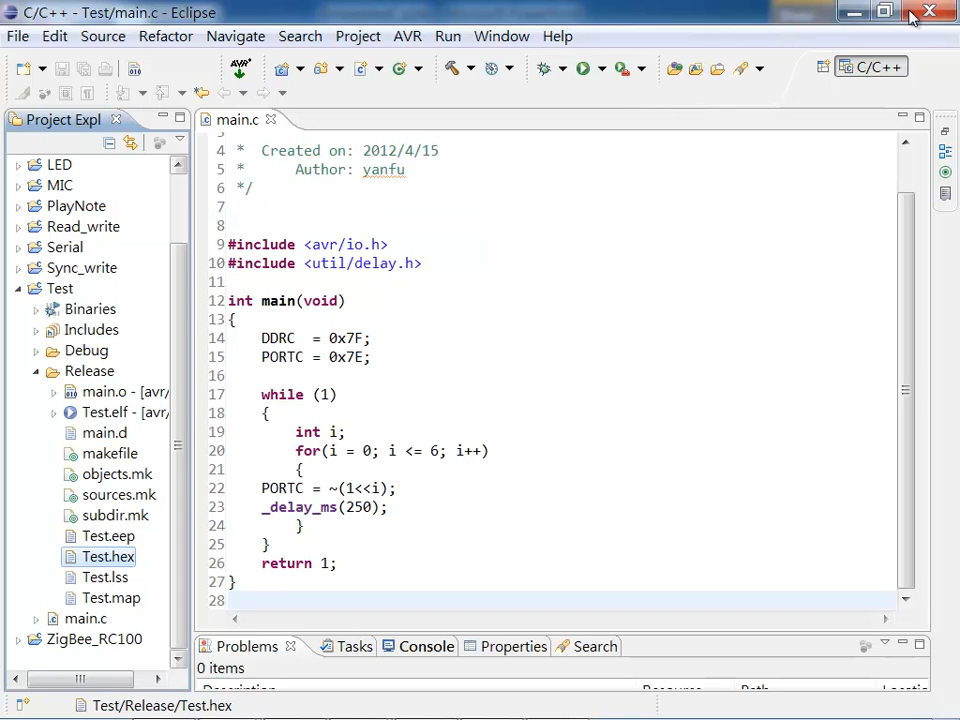 C/C++ - Test/main.c - Eclipse
File Edit Source Refactor Navigate Search Project AVR Run Window Help
AVR
C/C++
Project Expl
main.c
LED
MIC
PlayNote
Read_write
Serial
Sync_write
Test
Binaries
Includes
Debug
Release
main.o - [avr/
Test.elf - [avr/
main.d
makefile
objects.mk
sources.mk
subdir.mk
Test.eep
Test.hex
Test.lss
Test.map
main.c
ZigBee_RC100
4 * Created on: 2012/4/15
5 * Author: yanfu
6 */
7
8
9 #include <avr/io.h>
10 #include <util/delay.h>
11
12 int main(void)
13 {
14 DDRC = 0x7F;
15 PORTC = 0x7E;
16
17 while (1)
18 {
19 int i;
20 for(i = 0; i <= 6; i++)
21 {
22 PORTC = ~(1<<i);
23 _delay_ms(250);
24 }
25 }
26 return 1;
27 }
28
Problems Tasks Console Properties Search
0 items
Description Resource Path Locatio
Test/Release/Test.hex